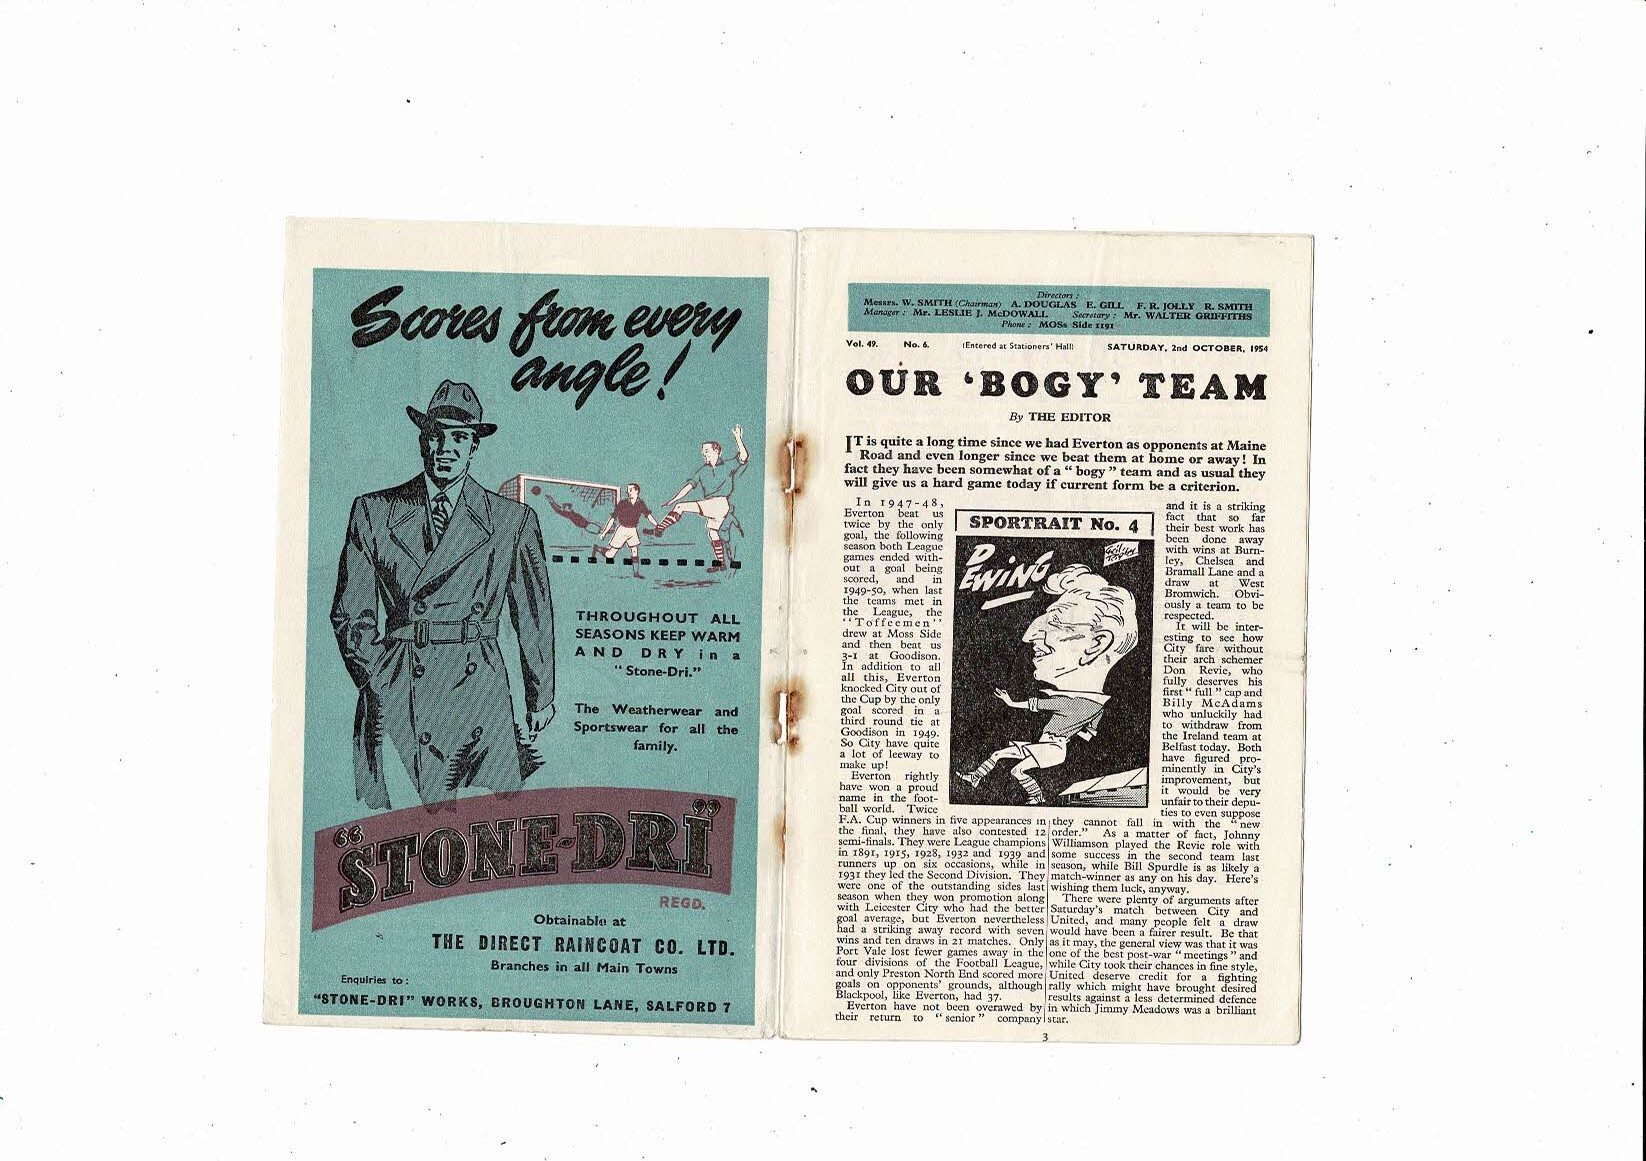 Scores from every
angle!
THROUGHOUT ALL
SEASONS KEEP WARM
AND DRY in a
"Stone-Dri."
The Weatherwear and
Sportswear for all the
family.
"STONE-DRI"
REGD.
Obtainable at
THE DIRECT RAINCOAT CO. LTD.
Branches in all Main Towns
Enquiries to :
"STONE-DRI" WORKS, BROUGHTON LANE, SALFORD 7
Directors :
Messrs. W. SMITH (Chairman) A. DOUGLAS E. GILL F. R. JOLLY R. SMITH
Manager : Mr. LESLIE J. McDOWALL Secretary : Mr. WALTER GRIFFITHS
Phone : MOSs Side 1191
Vol. 49. No. 6. (Entered at Stationers' Hall) SATURDAY, 2nd OCTOBER, 1954
OUR 'BOGY' TEAM
By THE EDITOR
IT is quite a long time since we had Everton as opponents at Maine
Road and even longer since we beat them at home or away! In
fact they have been somewhat of a "bogy" team and as usual they
will give us a hard game today if current form be a criterion.
In 1947-48,
Everton beat us
twice by the only
goal, the following
season both League
games ended with-
out a goal being
scored, and in
1949-50, when last
the teams met in
the League, the
"Toffeemen"
drew at Moss Side
and then beat us
3-1 at Goodison.
In addition to all
all this, Everton
knocked City out of
the Cup by the only
goal scored in a
third round tie at
Goodison in 1949.
So City have quite
a lot of leeway to
make up!
Everton rightly
have won a proud
name in the foot-
ball world. Twice
F.A. Cup winners in five appearances in
the final, they have also contested 12
semi-finals. They were League champions
in 1891, 1915, 1928, 1932 and 1939 and
runners up on six occasions, while in
1931 they led the Second Division. They
were one of the outstanding sides last
season when they won promotion along
with Leicester City who had the better
goal average, but Everton nevertheless
had a striking away record with seven
wins and ten draws in 21 matches. Only
Port Vale lost fewer games away in the
four divisions of the Football League,
and only Preston North End scored more
goals on opponents' grounds, although
Blackpool, like Everton, had 37.
Everton have not been overawed by
their return to "senior" company
SPORTRAIT No. 4
D EWING
and it is a striking
fact that so far
their best work has
been done away
with wins at Burn-
ley, Chelsea and
Bramall Lane and a
draw at West
Bromwich. Obvi-
ously a team to be
respected.
It will be inter-
esting to see how
City fare without
their arch schemer
Don Revie, who
fully deserves his
first "full" cap and
Billy McAdams
who unluckily had
to withdraw from
the Ireland team at
Belfast today. Both
have figured pro-
minently in City's
improvement, but
it would be very
unfair to their depu-
ties to even suppose
they cannot fall in with the "new
order." As a matter of fact, Johnny
Williamson played the Revie role with
some success in the second team last
season, while Bill Spurdle is as likely a
match-winner as any on his day. Here's
wishing them luck, anyway.
There were plenty of arguments after
Saturday's match between City and
United, and many people felt a draw
would have been a fairer result. Be that
as it may, the general view was that it was
one of the best post-war "meetings" and
while City took their chances in fine style,
United deserve credit for a fighting
rally which might have brought desired
results against a less determined defence
in which Jimmy Meadows was a brilliant
star.
3